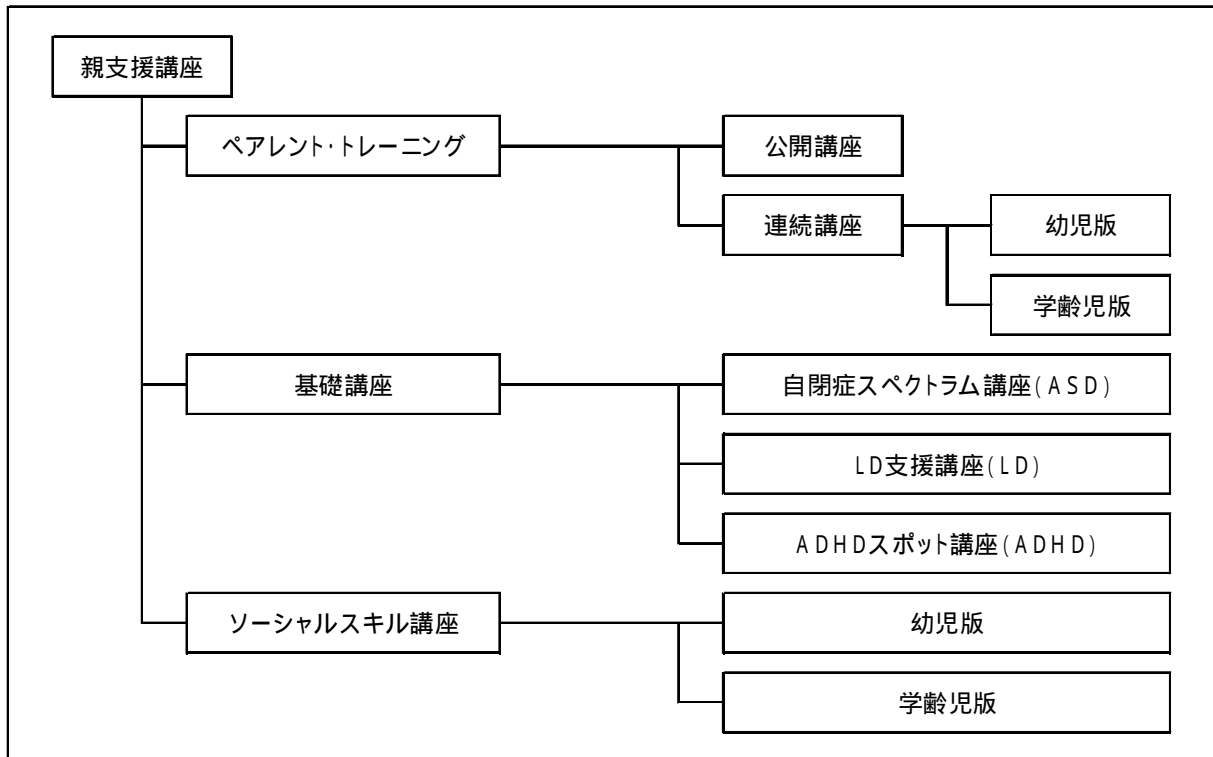 親支援講座
ペアレント・トレーニング
公開講座
連続講座
幼児版
学齢児版
基礎講座
自閉症スペクトラム講座(ASD)
LD支援講座(LD)
ADHDスポット講座(ADHD)
ソーシャルスキル講座
幼児版
学齢児版